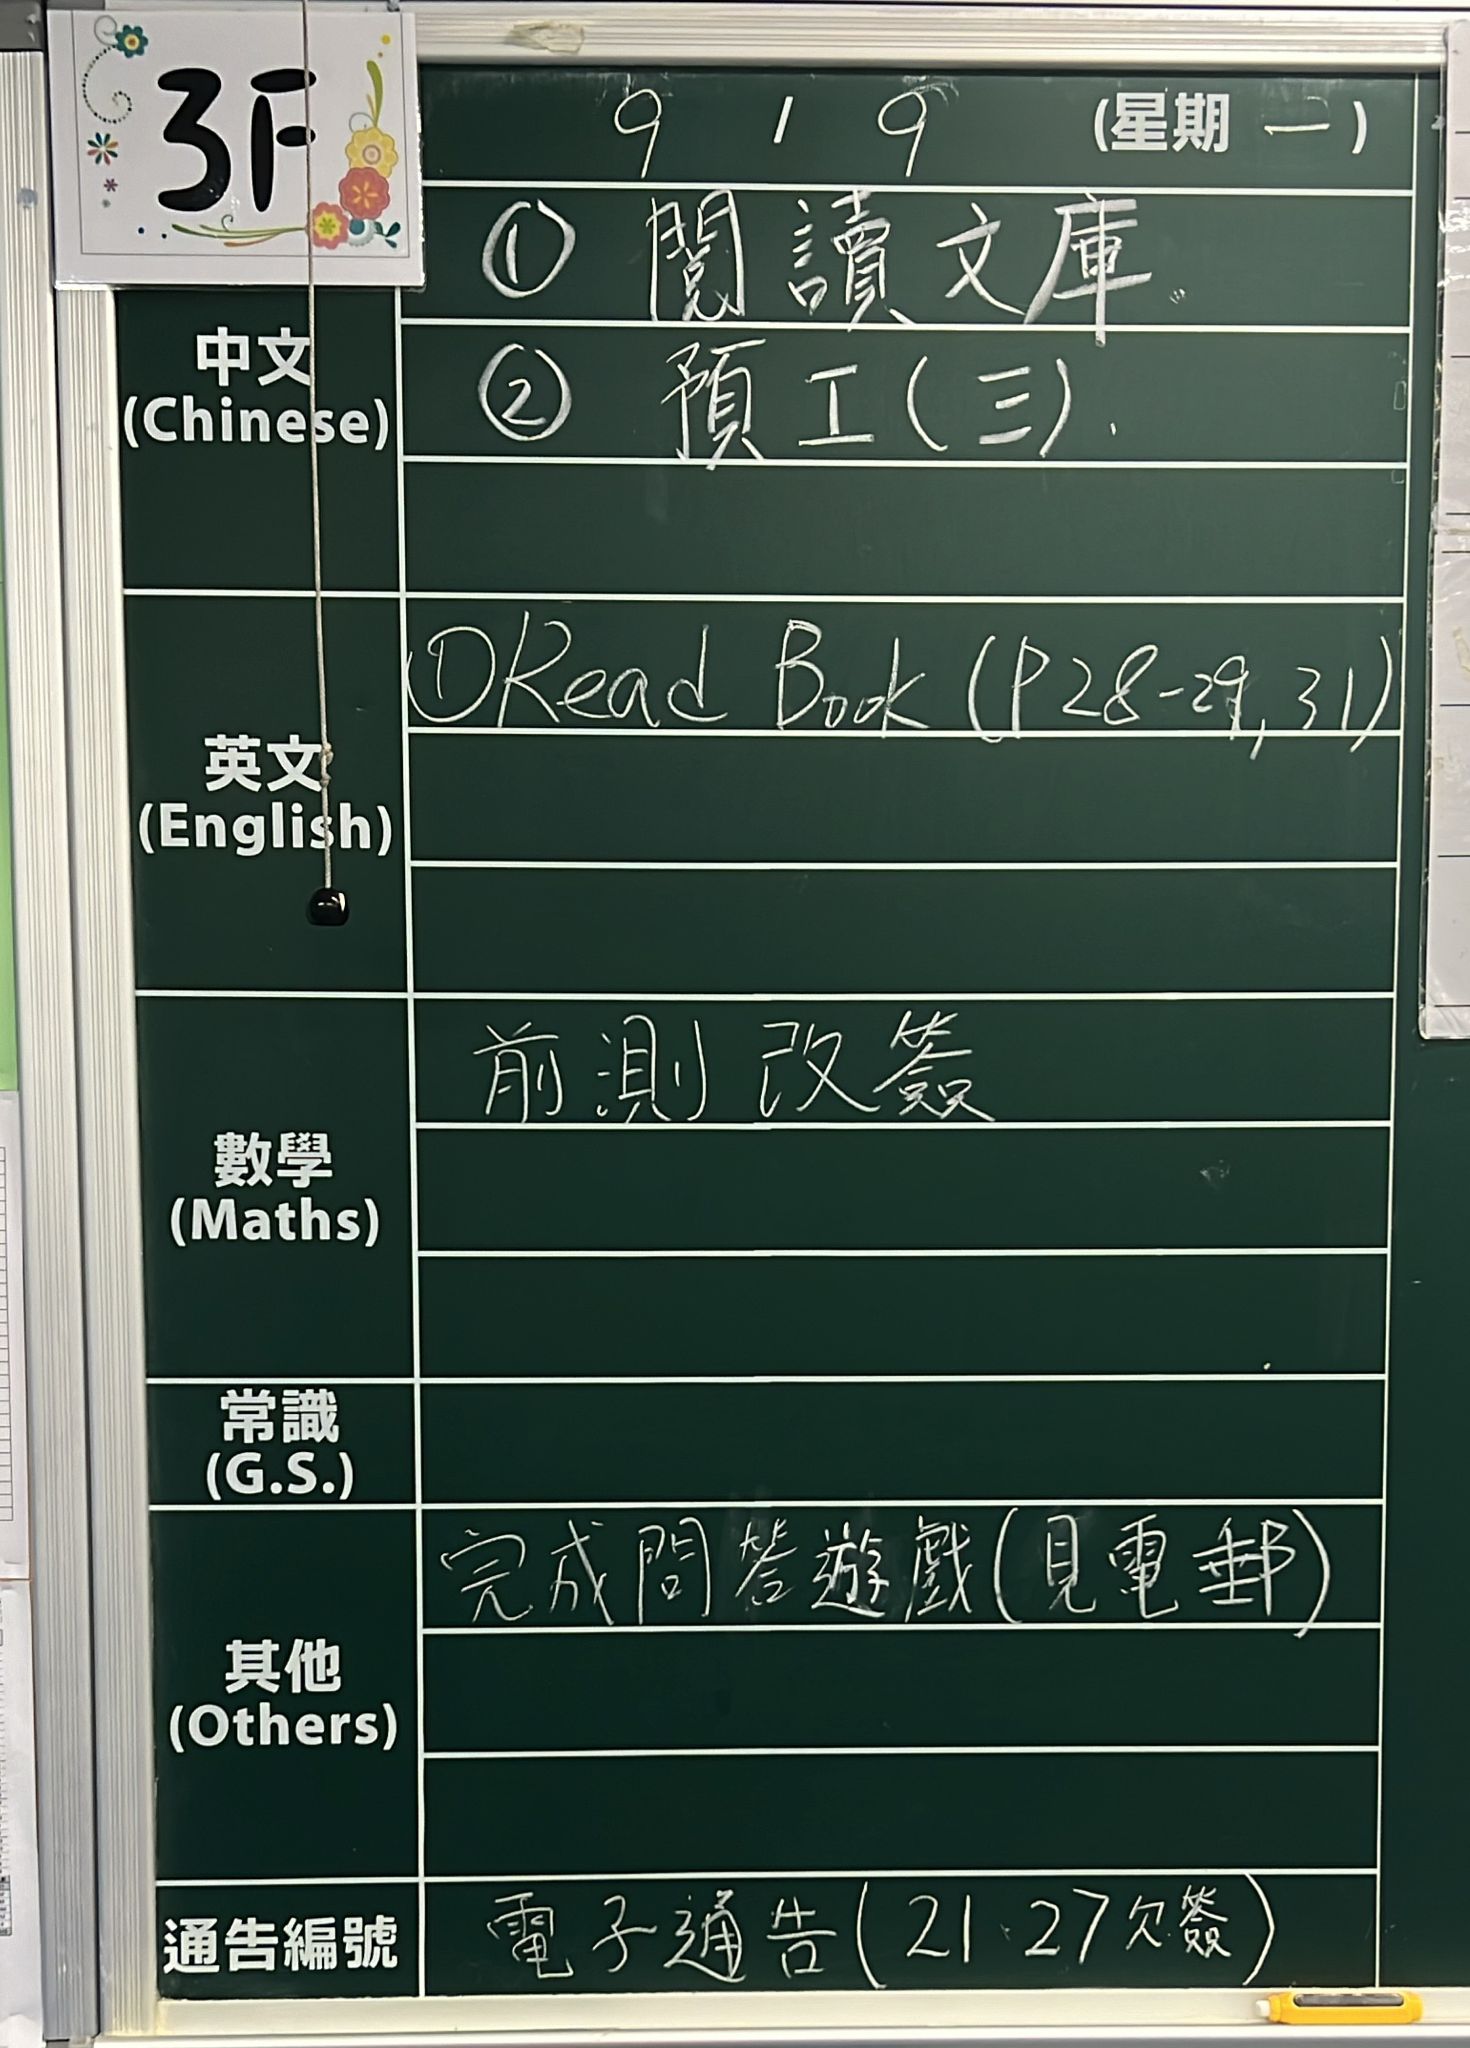 3F
9 / 9 (星期一)
中文
(Chinese)
① 閱讀文庫.
② 預工(三).
英文
(English)
① Read Book (P28-29, 31)
數學
(Maths)
前測改簽
常識
(G.S.)
其他
(Others)
完成問答遊戲(見電郵)
通告編號
電子通告(21、27欠簽)